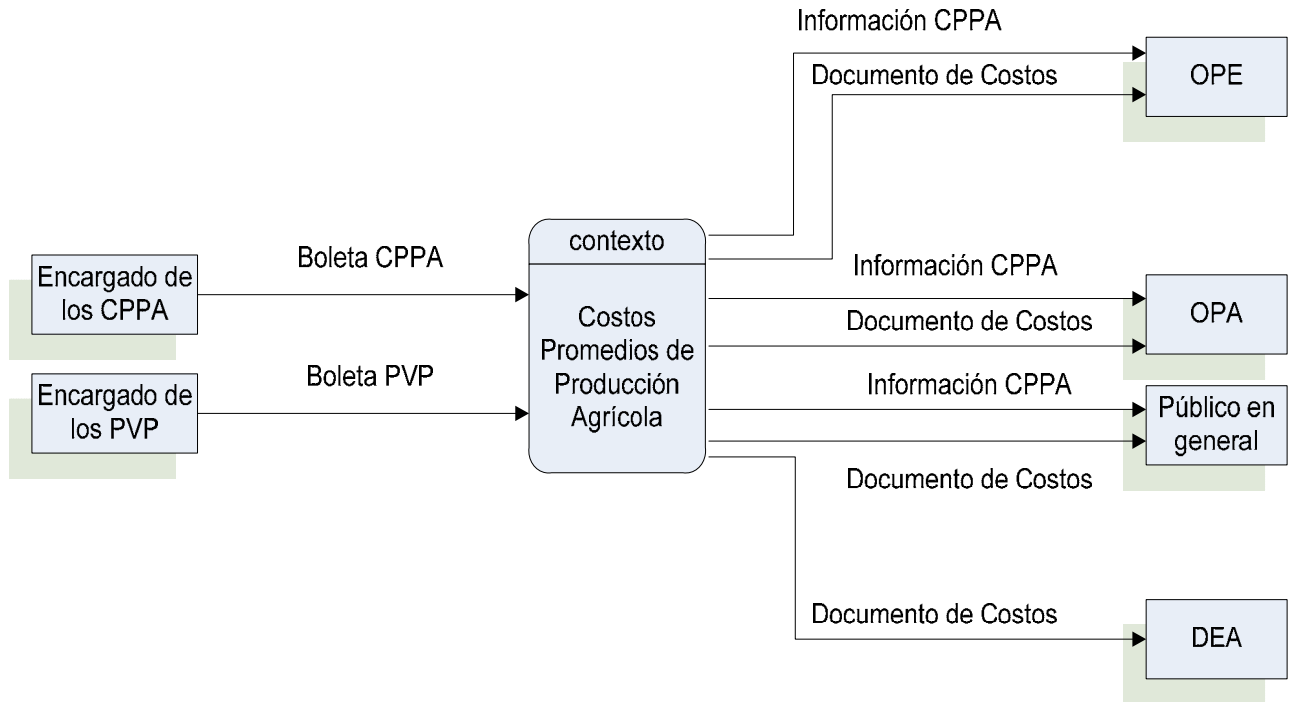 Información CPPA
Documento de Costos
OPE
contexto
Boleta CPPA
Encargado de
los CPPA
Información CPPA
OPA
Documento de Costos
Costos
Promedios de
Producción
Agrícola
Boleta PVP
Encargado de
los PVP
Información CPPA
Público en
general
Documento de Costos
Documento de Costos
DEA